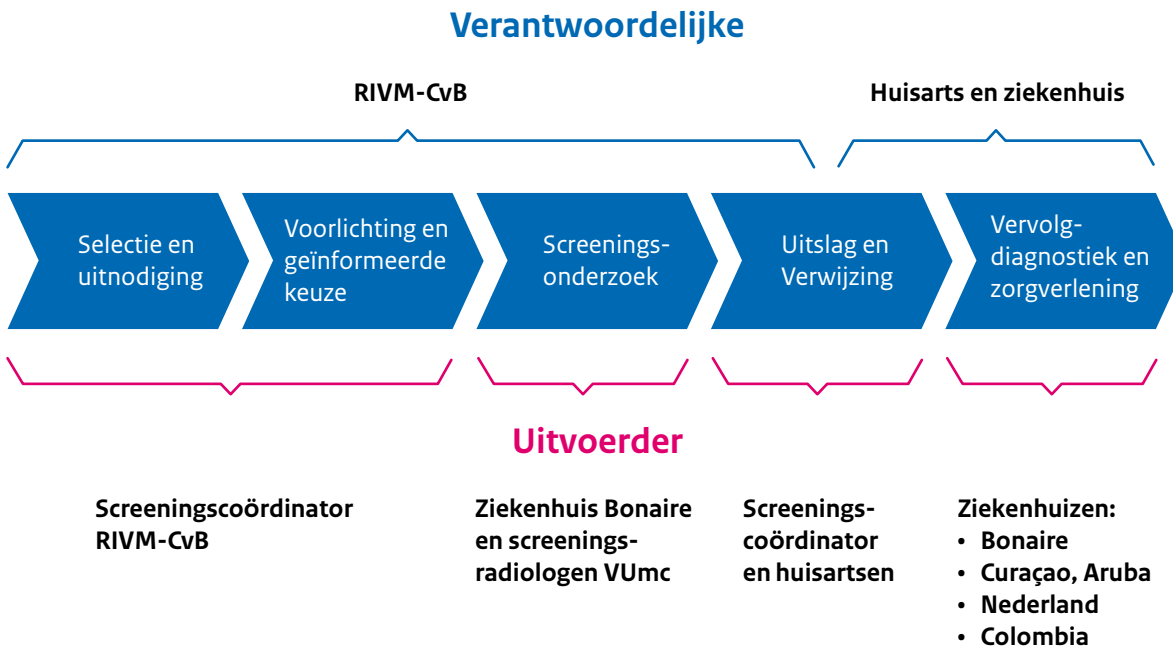 Verantwoordelijke
RIVM-CvB
Huisarts en ziekenhuis
Selectie en
uitnodiging
Voorlichting en
geïnformeerde
keuze
Screenings-
onderzoek
Uitslag en
Verwijzing
Vervolg-
diagnostiek en
zorgverlening
Uitvoerder
Screeningscoördinator
RIVM-CvB
Ziekenhuis Bonaire
en screenings-
radiologen VUmc
Screenings-
coördinator
en huisartsen
Ziekenhuizen:
• Bonaire
• Curaçao, Aruba
• Nederland
• Colombia